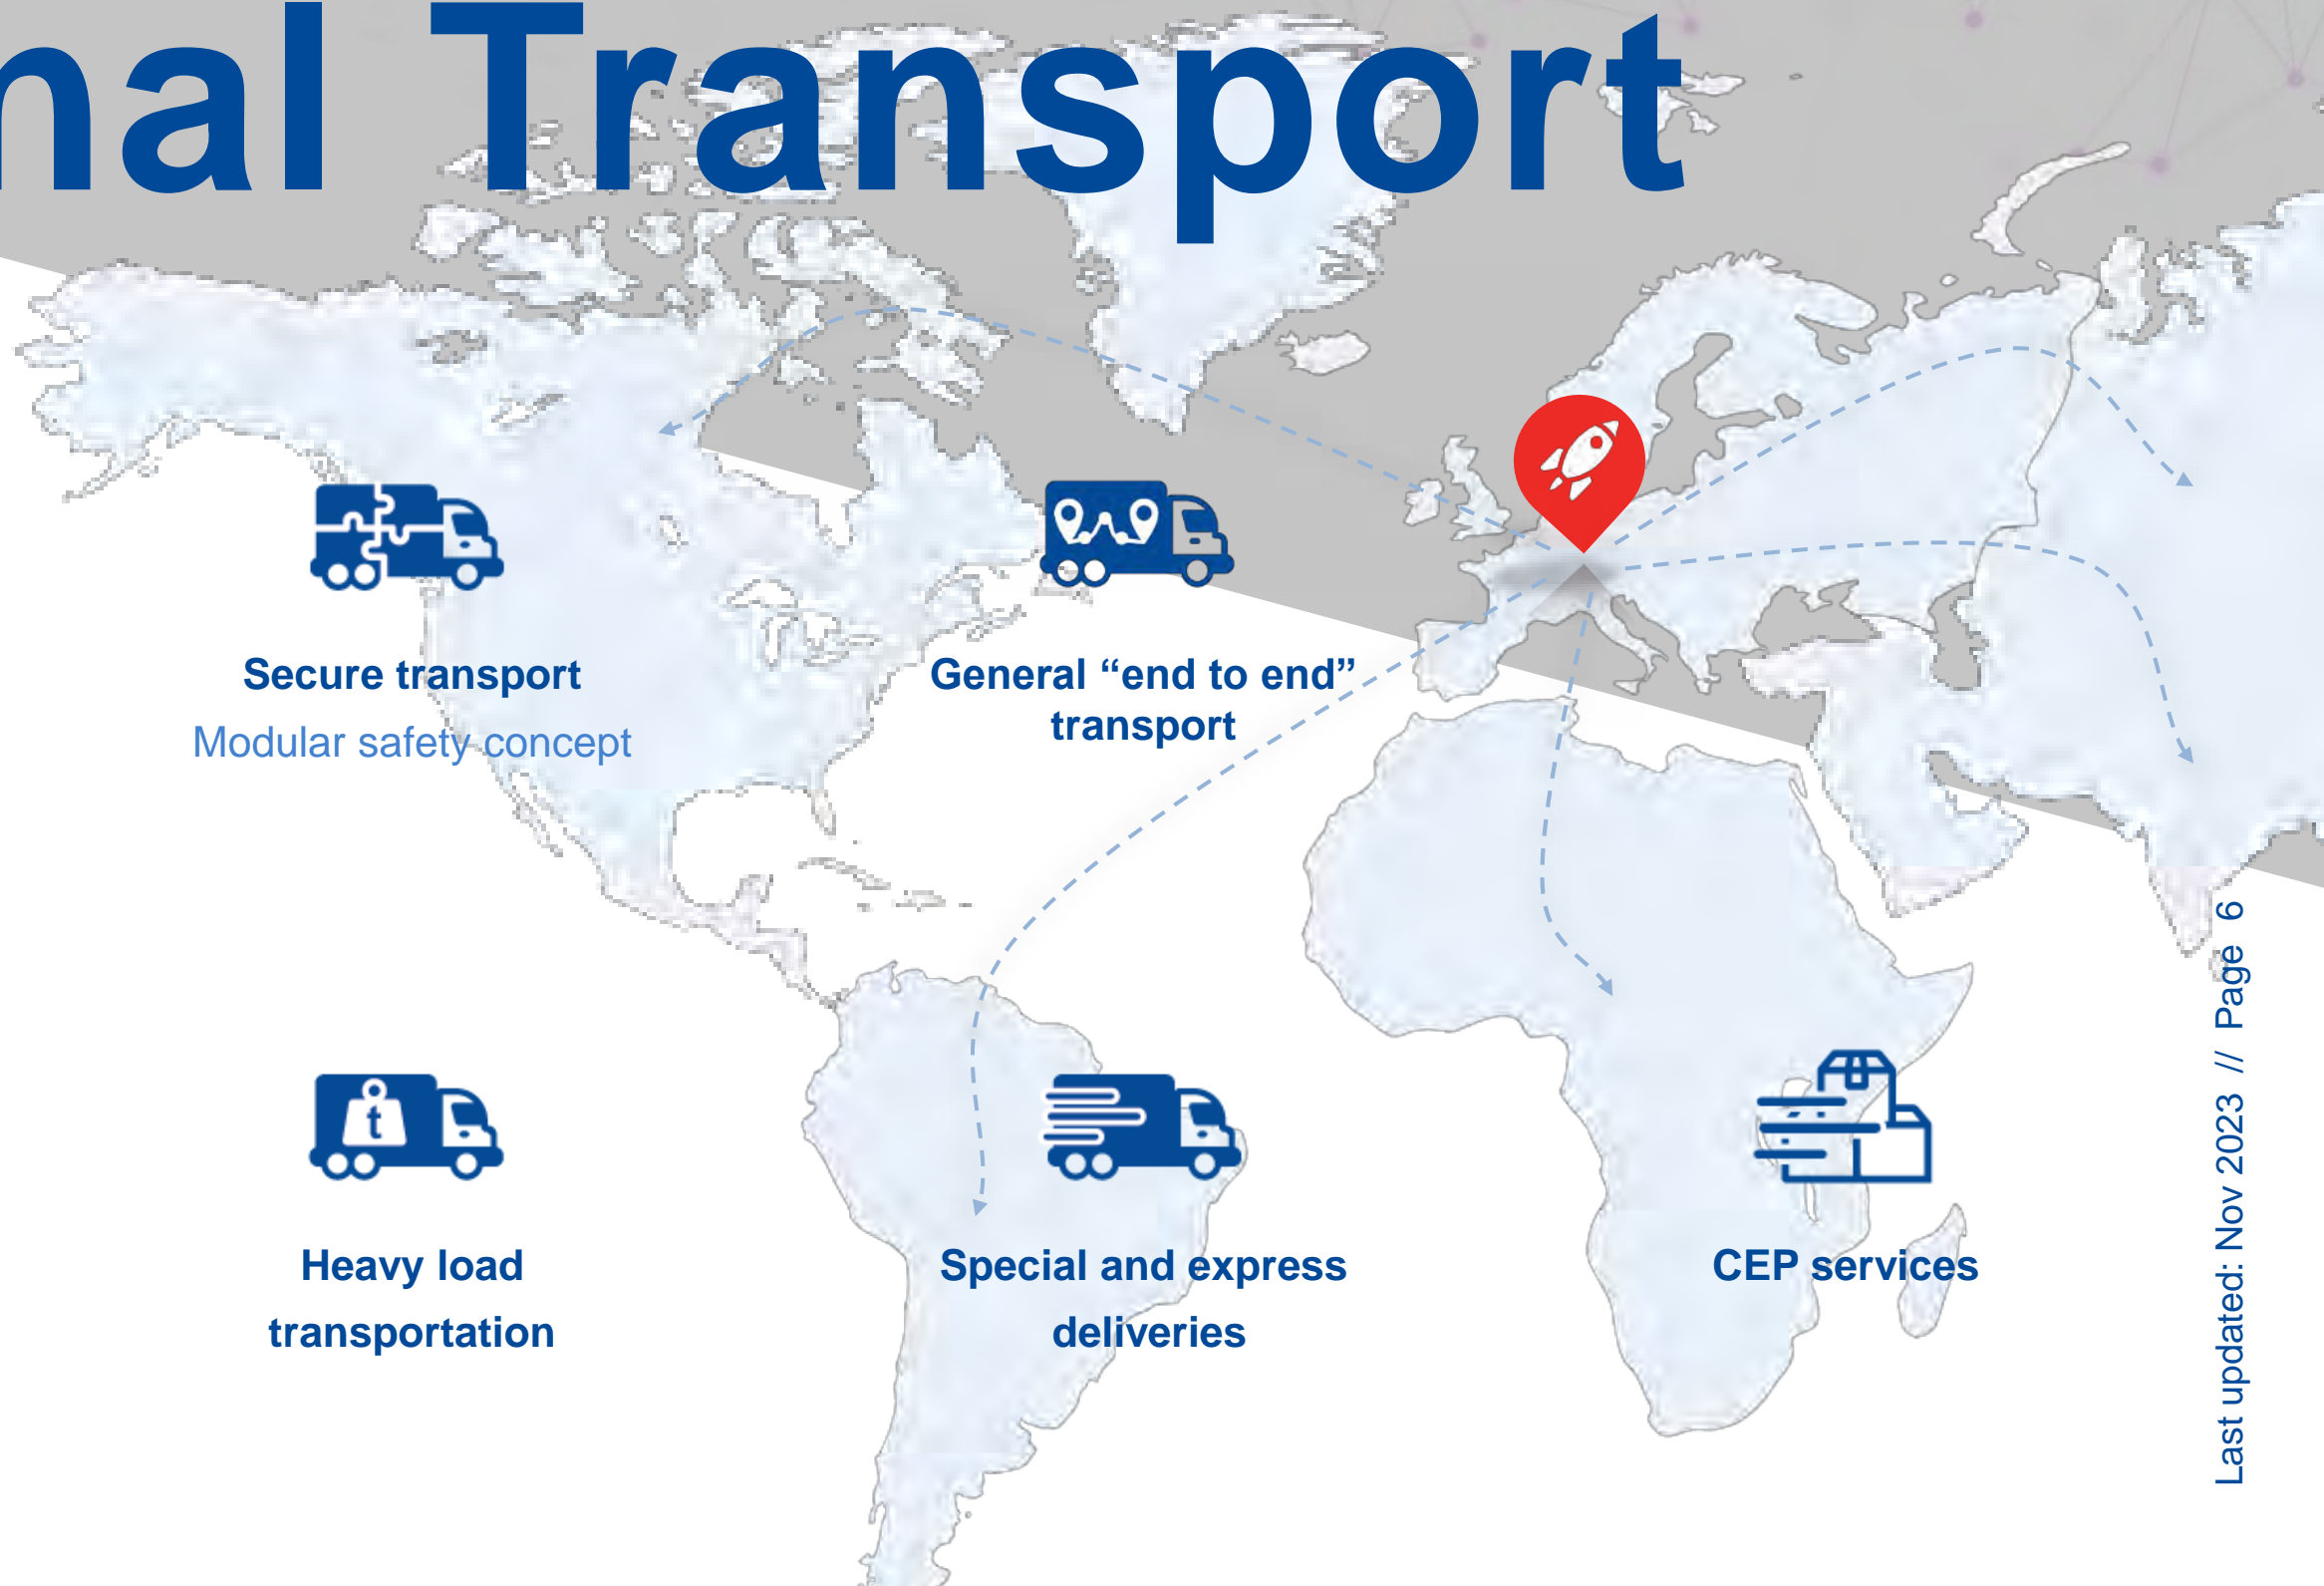 nal Transport
Secure transport
Modular safety concept
General “end to end”
transport
t
Heavy load
transportation
Special and express
deliveries
CEP services
Last updated: Nov 2023 // Page 6